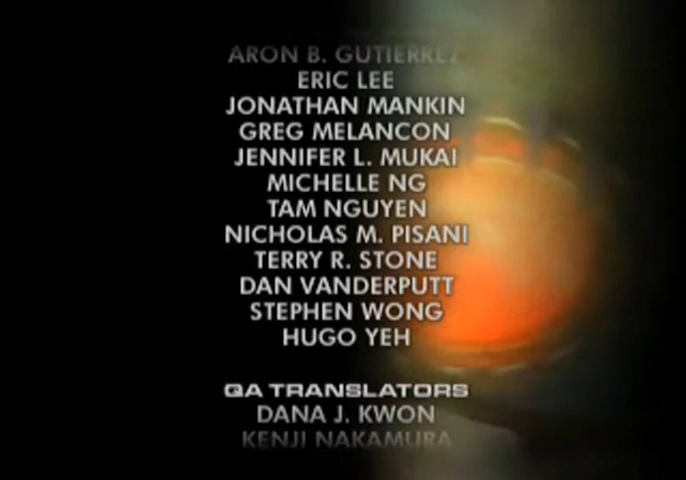 ARON B. GUTIERREZ
ERIC LEE
JONATHAN MANKIN
GREG MELANCON
JENNIFER L. MUKAI
MICHELLE NG
TAM NGUYEN
NICHOLAS M. PISANI
TERRY R. STONE
DAN VANDERPUTT
STEPHEN WONG
HUGO YEH
QA TRANSLATORS
DANA J. KWON
KENJI NAKAMURA